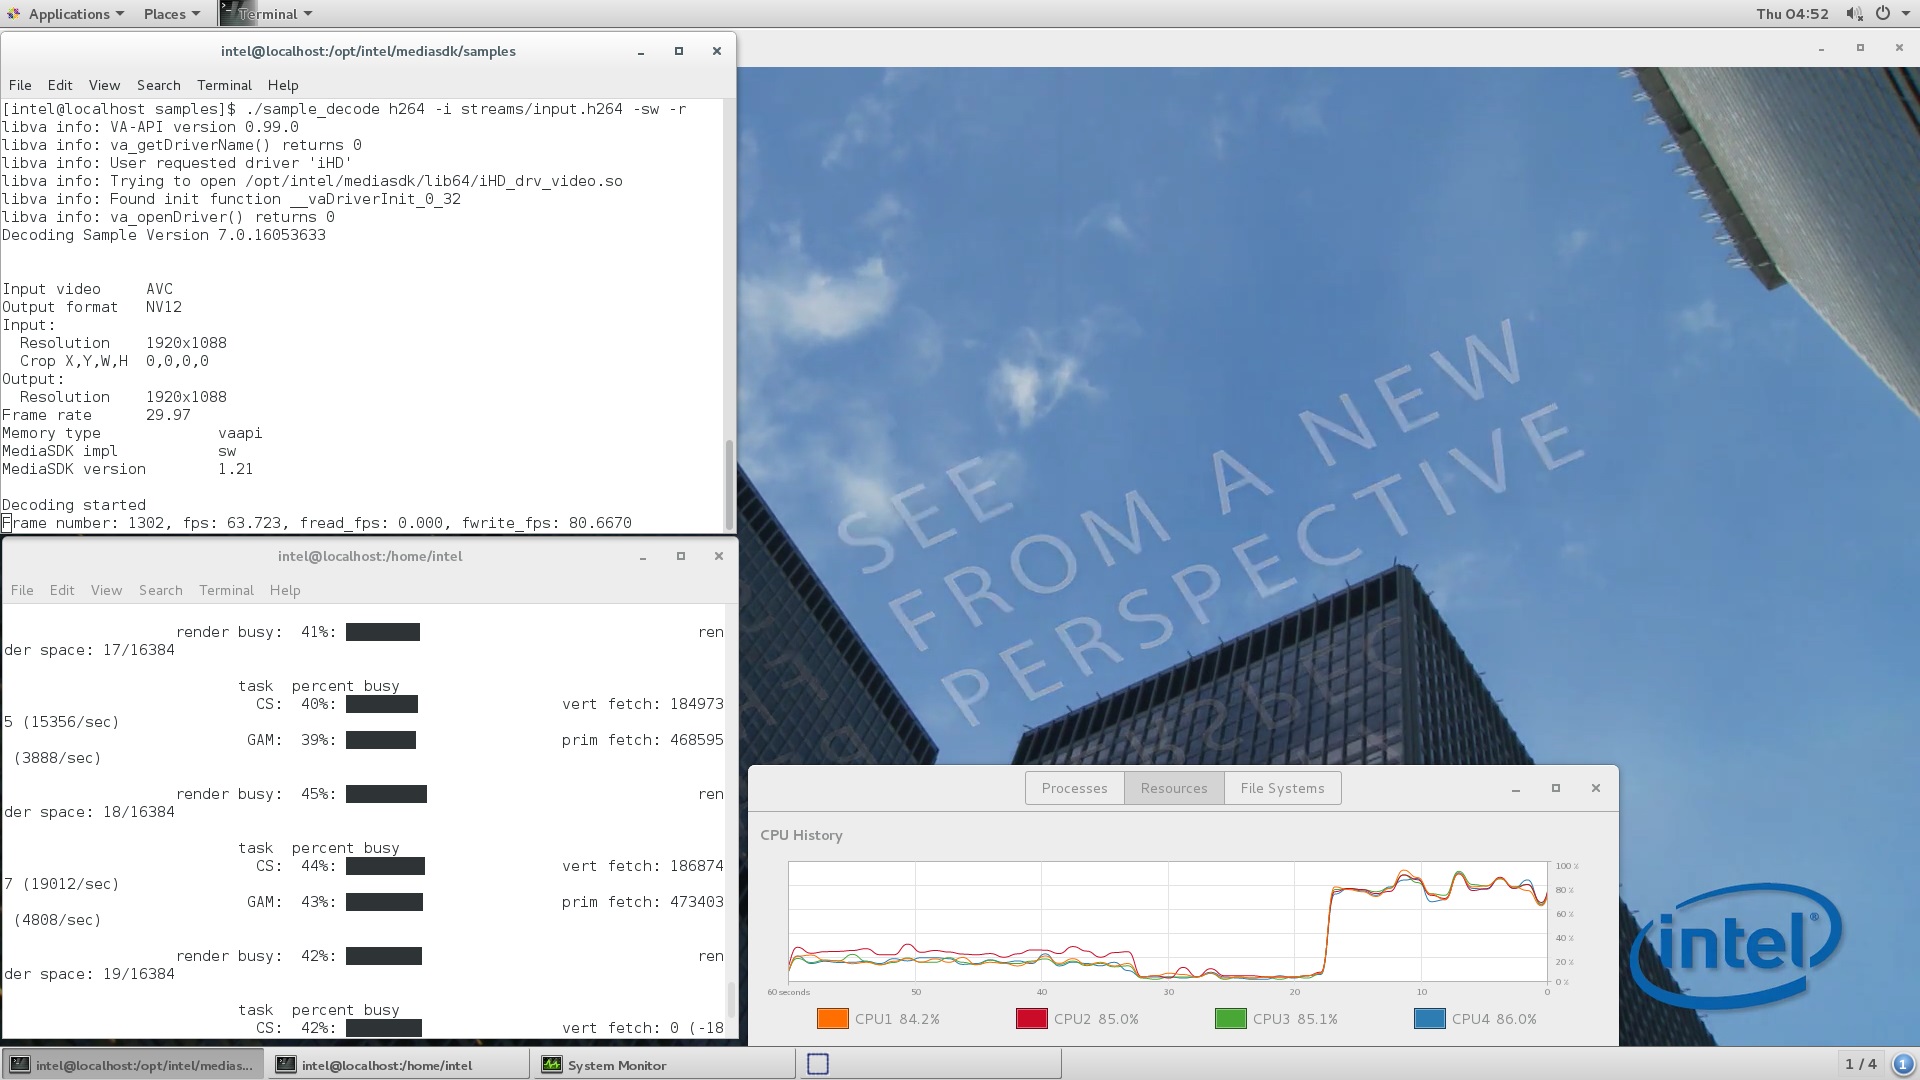 Applications Places Terminal Thu 04:52
intel@localhost:/opt/intel/mediasdk/samples
File Edit View Search Terminal Help
[intel@localhost samples]$ ./sample_decode h264 -i streams/input.h264 -sw -r
libva info: VA-API version 0.99.0
libva info: va_getDriverName() returns 0
libva info: User requested driver 'iHD'
libva info: Trying to open /opt/intel/mediasdk/lib64/iHD_drv_video.so
libva info: Found init function __vaDriverInit_0_32
libva info: va_openDriver() returns 0
Decoding Sample Version 7.0.16053633
Input video AVC
Output format NV12
Input:
Resolution 1920x1088
Crop X,Y,W,H 0,0,0,0
Output:
Resolution 1920x1088
Frame rate 29.97
Memory type vaapi
MediaSDK impl sw
MediaSDK version 1.21
Decoding started
Frame number: 1302, fps: 63.723, fread_fps: 0.000, fwrite_fps: 80.6670
intel@localhost:/home/intel
File Edit View Search Terminal Help
render busy: 41%: ren
der space: 17/16384
task percent busy
CS: 40%: vert fetch: 184973
5 (15356/sec)
GAM: 39%: prim fetch: 468595
(3888/sec)
render busy: 45%: ren
der space: 18/16384
task percent busy
CS: 44%: vert fetch: 186874
7 (19012/sec)
GAM: 43%: prim fetch: 473403
(4808/sec)
render busy: 42%: ren
der space: 19/16384
task percent busy
CS: 42%: vert fetch: 0 (-18
SEE
FROM A NEW
PERSPECTIVE
Processes Resources File Systems
CPU History
100 %
80 %
60 %
40 %
20 %
0 %
60 seconds 50 40 30 20 10 0
CPU1 84.2% CPU2 85.0% CPU3 85.1% CPU4 86.0%
intel®
intel@localhost:/opt/intel/medias... intel@localhost:/home/intel System Monitor 1 / 4 1